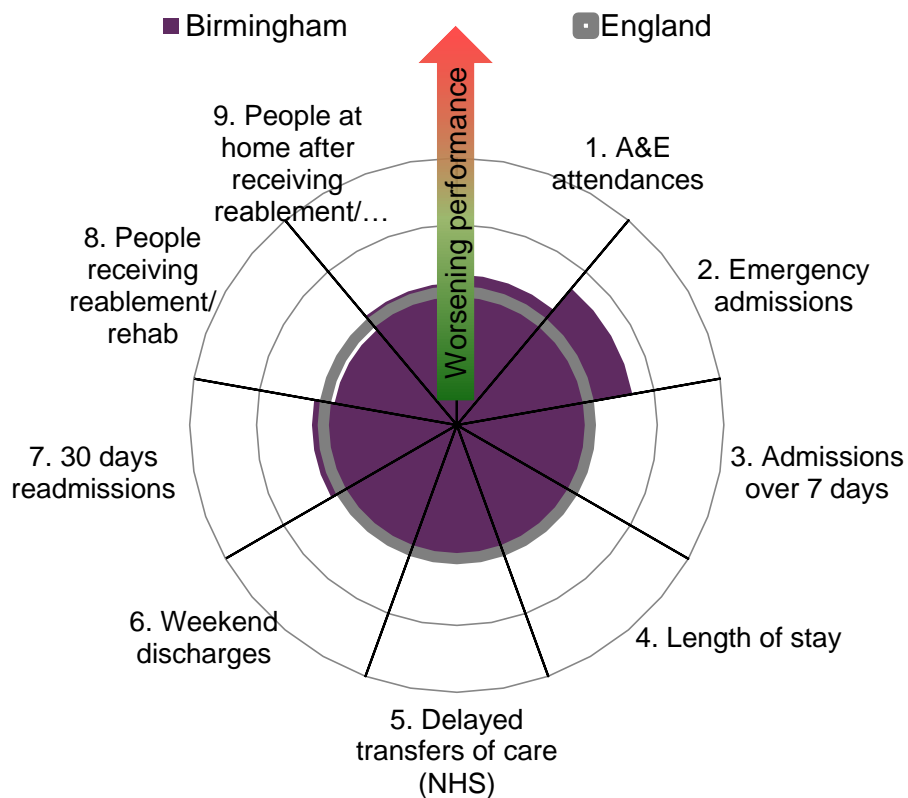 Birmingham
England
Worsening performance
1. A&E
attendances
2. Emergency
admissions
3. Admissions
over 7 days
4. Length of stay
5. Delayed
transfers of care
(NHS)
6. Weekend
discharges
7. 30 days
readmissions
8. People
receiving
reablement/
rehab
9. People at
home after
receiving
reablement/…